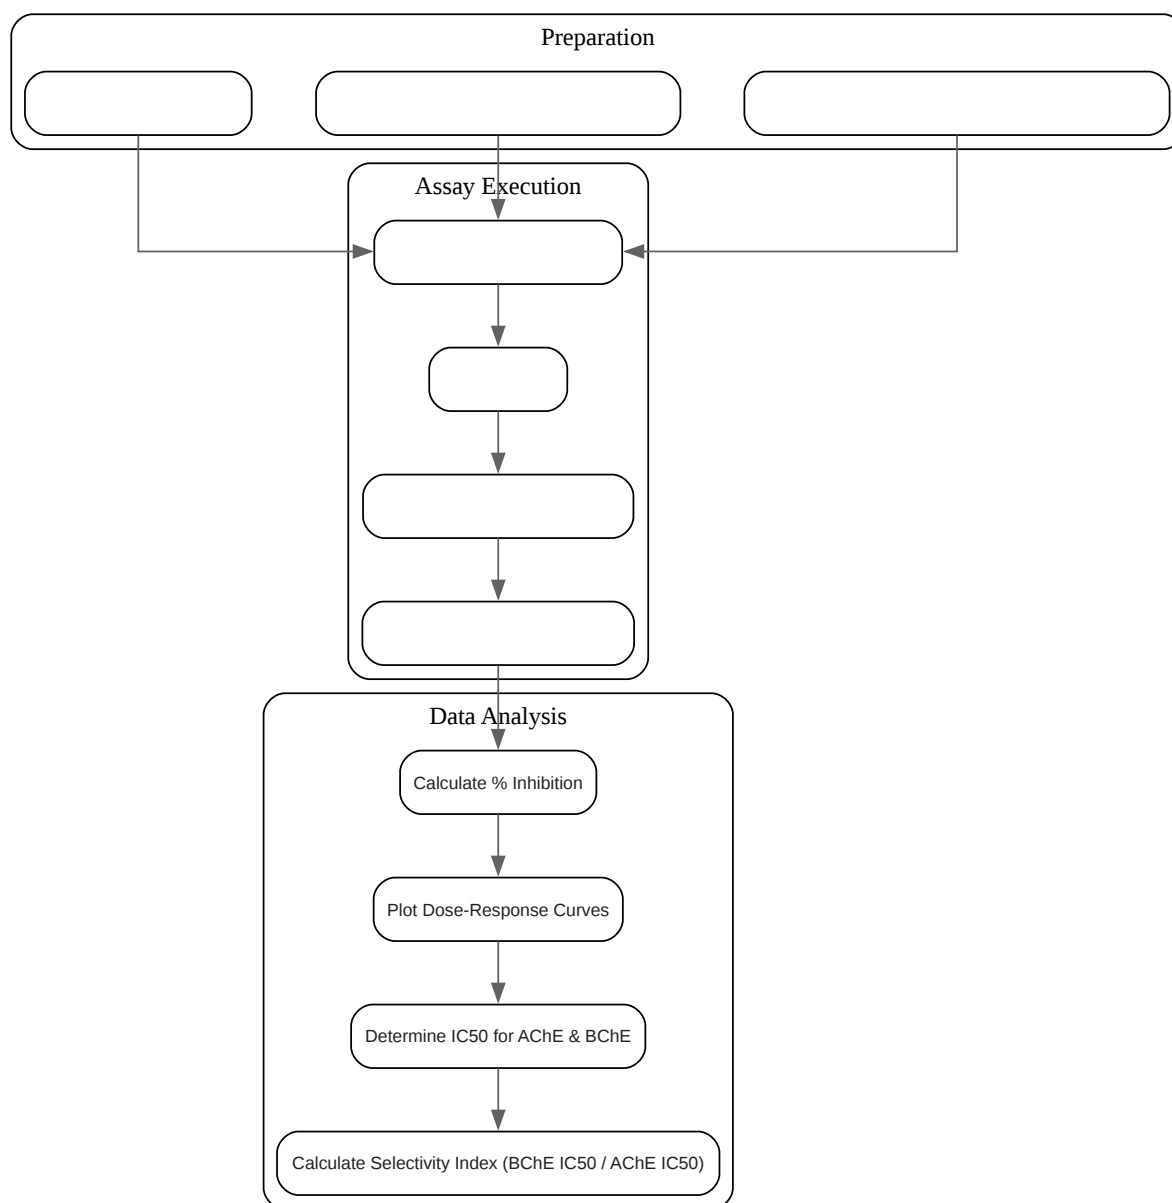 Preparation
Assay Execution
Data Analysis
Calculate % Inhibition
Plot Dose-Response Curves
Determine IC50 for AChE & BChE
Calculate Selectivity Index (BChE IC50 / AChE IC50)